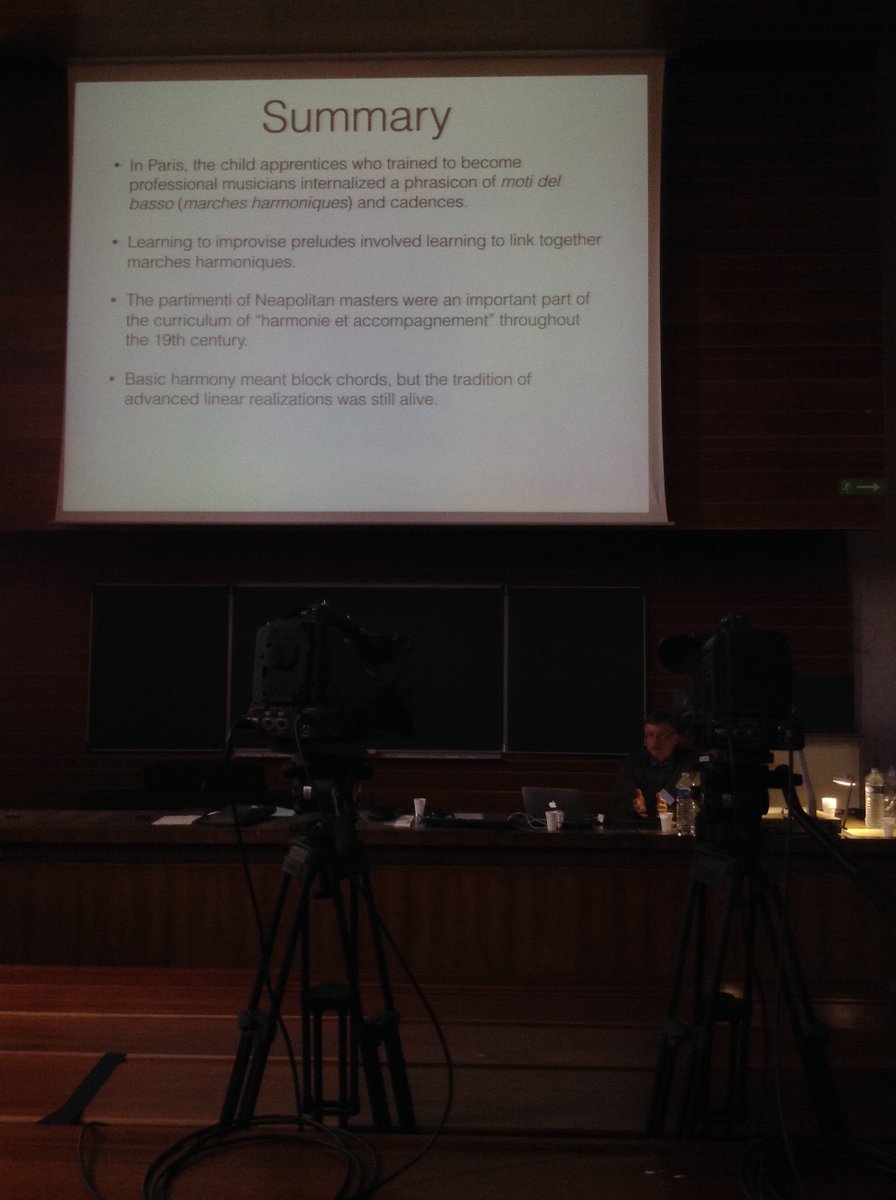 Summary
• In Paris, the child apprentices who trained to become
professional musicians internalized a phrasicon of moti del
basso (marches harmoniques) and cadences.
• Learning to improvise preludes involved learning to link together
marches harmoniques.
• The partimenti of Neapolitan masters were an important part of
the curriculum of “harmonie et accompagnement” throughout
the 19th century.
• Basic harmony meant block chords, but the tradition of
advanced linear realizations was still alive.